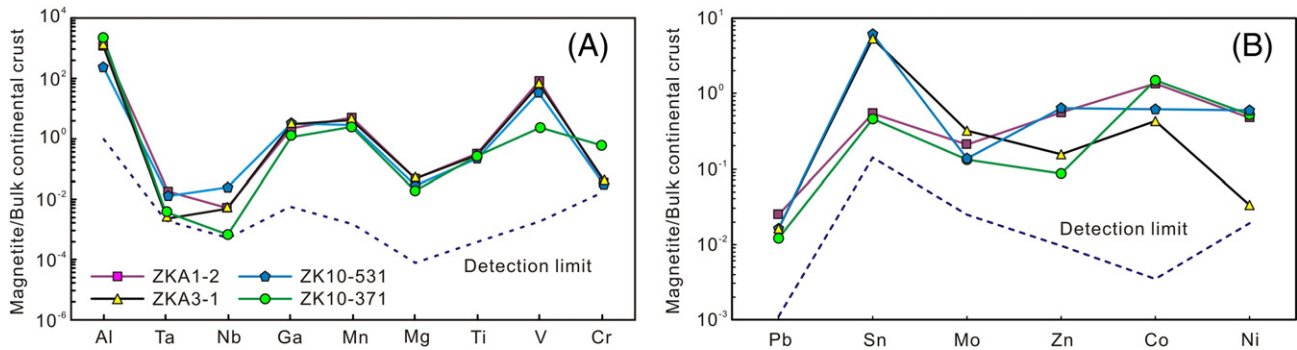 Magnetite/Bulk continental crust
10^4
10^2
10^0
10^-2
10^-4
10^-6
(A)
Detection limit
ZKA1-2
ZK10-531
ZKA3-1
ZK10-371
Al Ta Nb Ga Mn Mg Ti V Cr
Magnetite/Bulk continental crust
10^1
10^0
10^-1
10^-2
10^-3
(B)
Detection limit
Pb Sn Mo Zn Co Ni